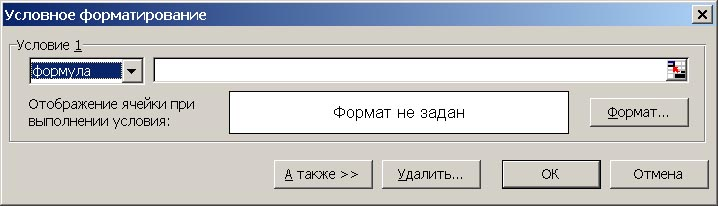 Условное форматирование
Условие 1
формула
Отображение ячейки при
выполнении условия:
Формат не задан
Формат...
А также >>
Удалить...
ОК
Отмена